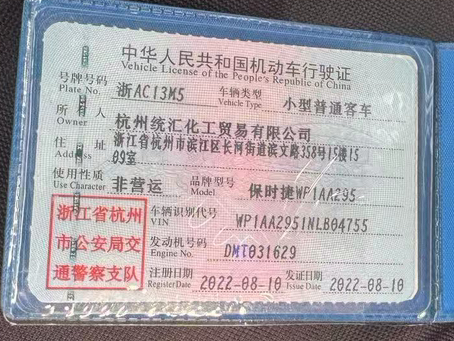 中华人民共和国机动车行驶证
Vehicle License of the People's Republic of China
号牌号码 浙AC13M5 车辆类型 小型普通客车
Plate No. Vehicle Type
所有人 杭州统汇化工贸易有限公司
Owner
住址 浙江省杭州市滨江区长河街道滨文路358号15楼15
Address 09室
使用性质 非营运 品牌型号 保时捷WP1AA295
Use Character Model
浙江省杭州
市公安局交
通警察支队
车辆识别代号 WP1AA2951NLB04755
VIN
发动机号码 DMT031629
Engine No.
注册日期 2022-08-10 发证日期 2022-08-10
Register Date Issue Date